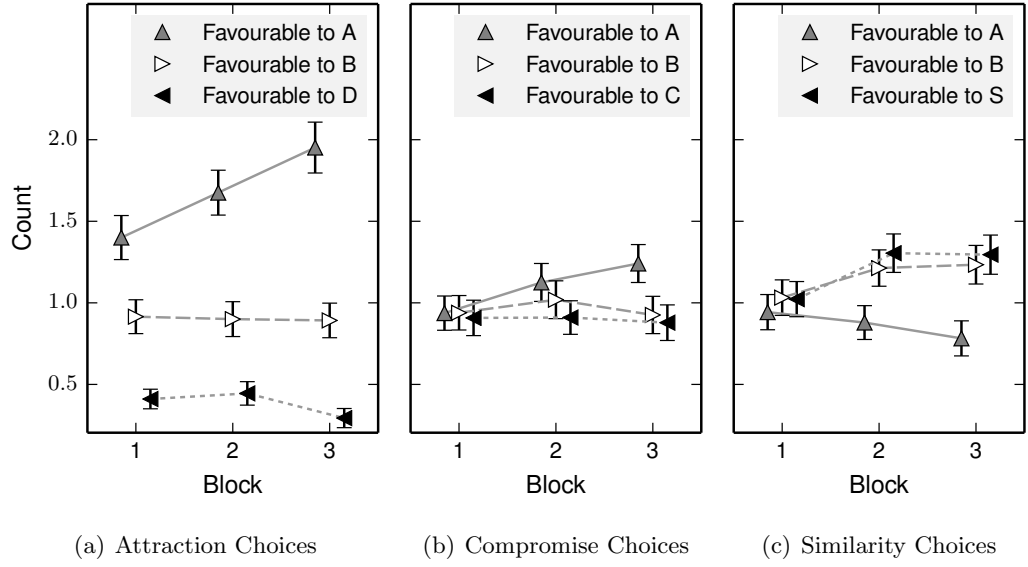 Favourable to A
Favourable to B
Favourable to D
Favourable to A
Favourable to B
Favourable to C
Favourable to A
Favourable to B
Favourable to S
2.0
1.5
1.0
0.5
Count
1 2 3
1 2 3
1 2 3
Block
Block
Block
(a) Attraction Choices
(b) Compromise Choices
(c) Similarity Choices